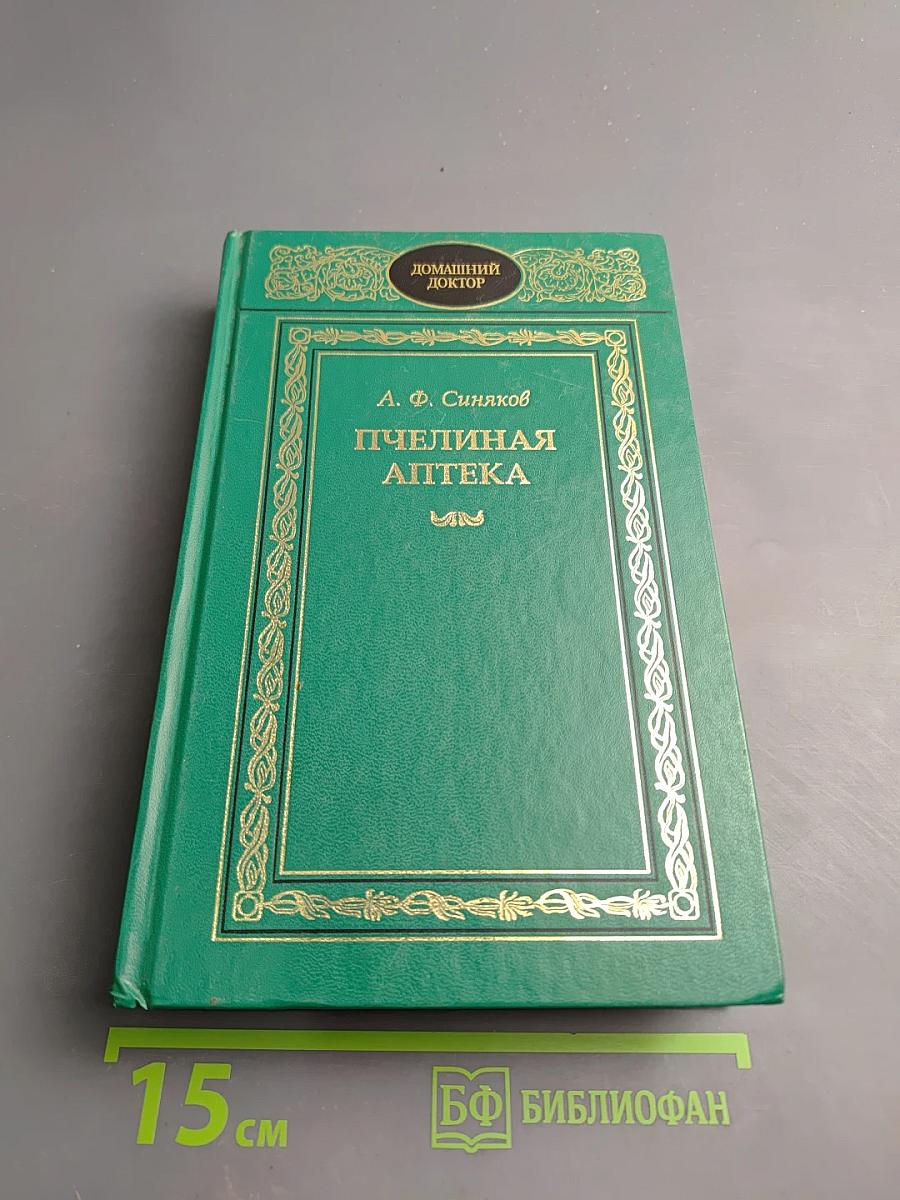 ДОМАШНИЙ
ДОКТОР
А. Ф. Синяков
ПЧЕЛИНАЯ
АПТЕКА
15 см
БФ БИБЛИОФАН